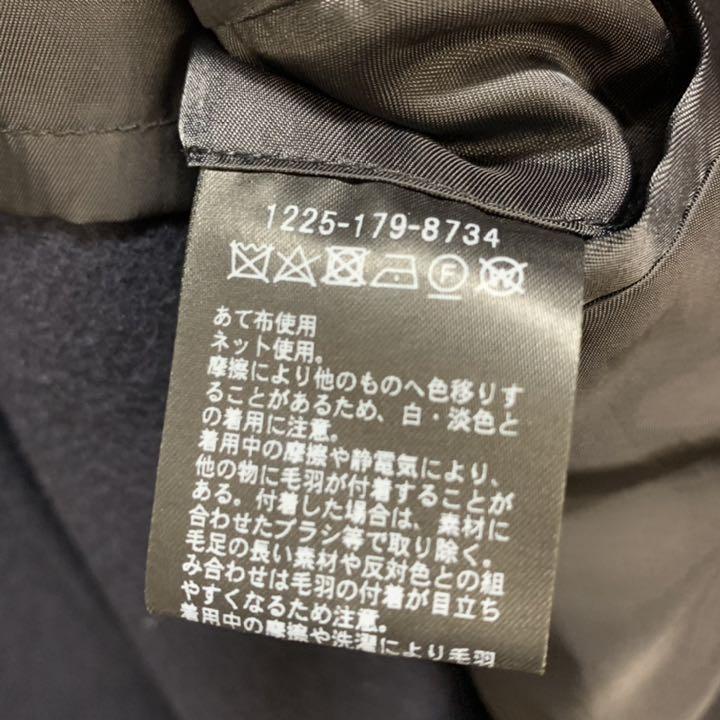 1225-179-8734
F
W
あて布使用
ネット使用。
摩擦により他のものへ色移りす
ることがあるため、白・淡色と
の着用に注意。
着用中の摩擦や静電気により、
他の物に毛羽が付着することが
ある。付着した場合は、素材に
合わせたブラシ等で取り除く。
毛足の長い素材や反対色との組
み合わせは毛羽の付着が目立ち
やすくなるため注意。
着用中の摩擦や洗濯により毛羽